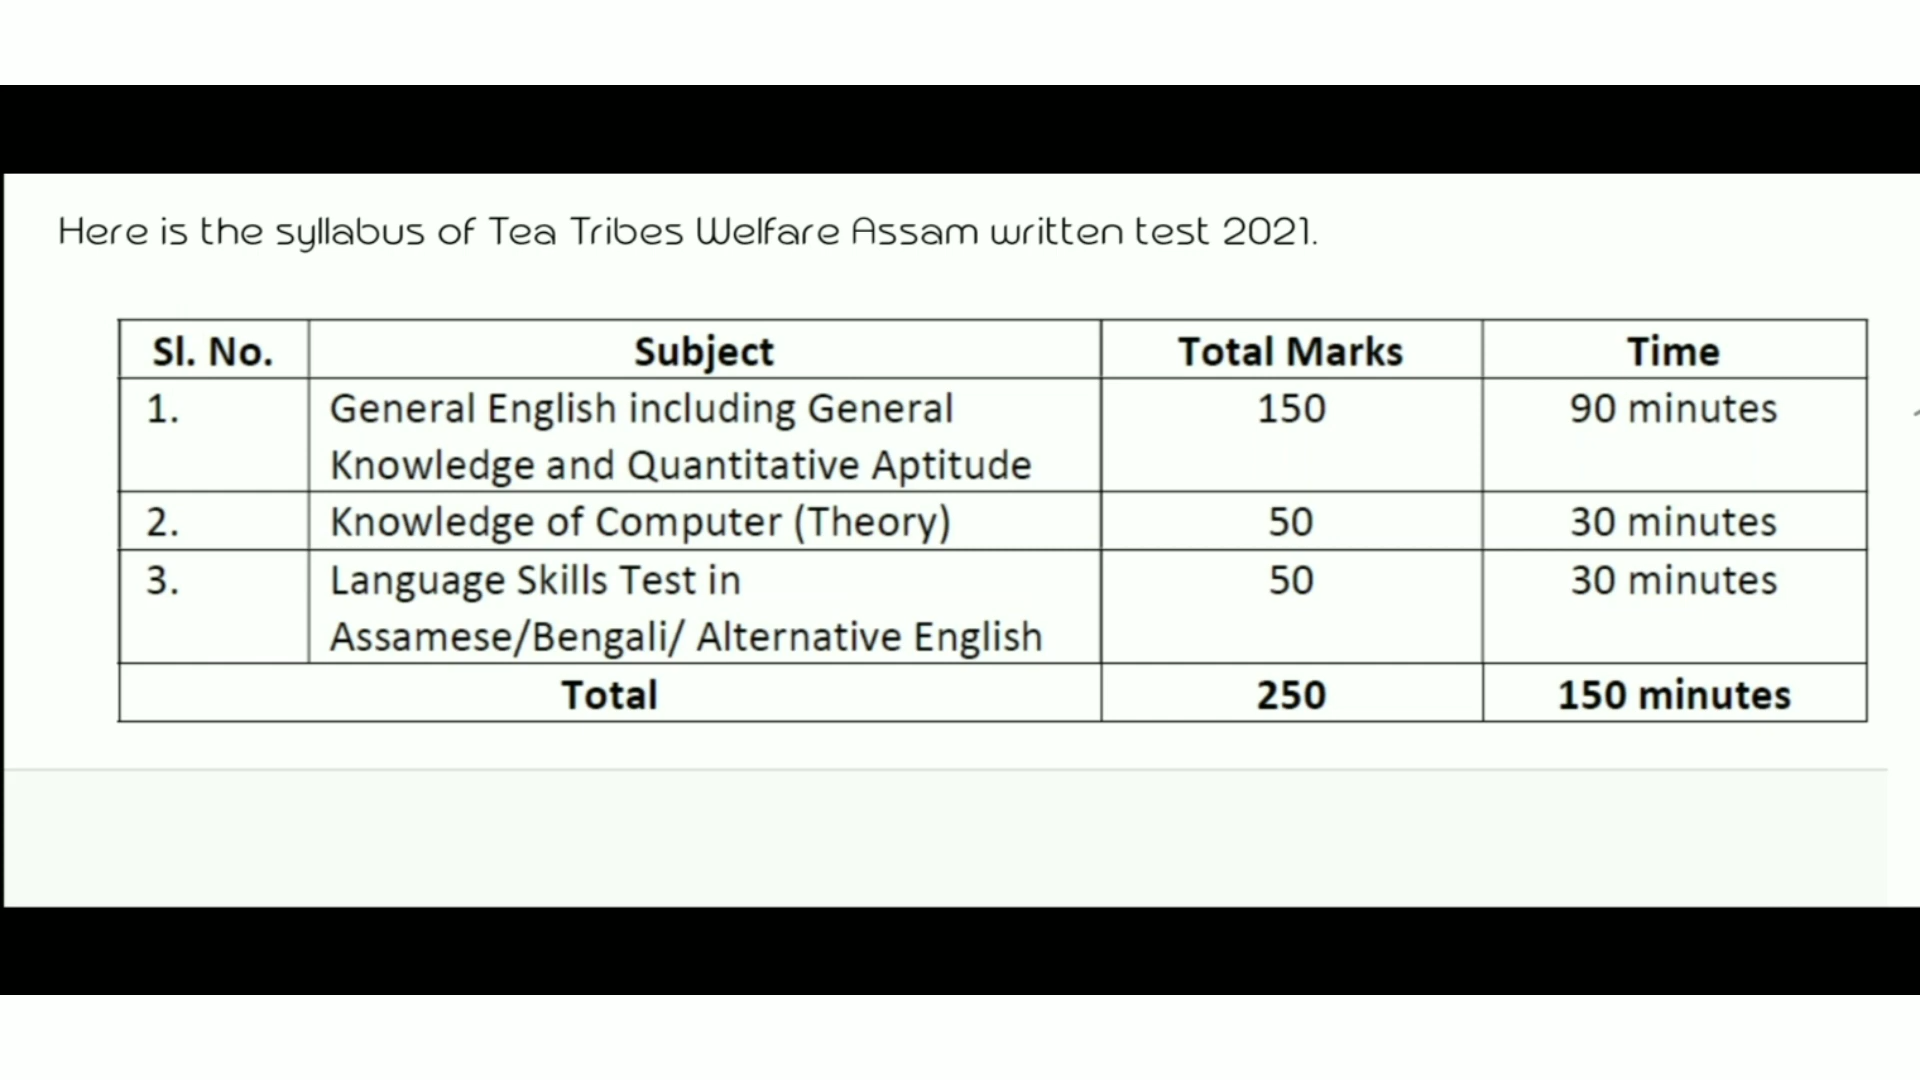 Here is the syllabus of Tea Tribes Welfare Assam written test 2021.
Sl. No. Subject Total Marks Time
1. General English including General 150 90 minutes
Knowledge and Quantitative Aptitude
2. Knowledge of Computer (Theory) 50 30 minutes
3. Language Skills Test in 50 30 minutes
Assamese/Bengali/ Alternative English
Total 250 150 minutes